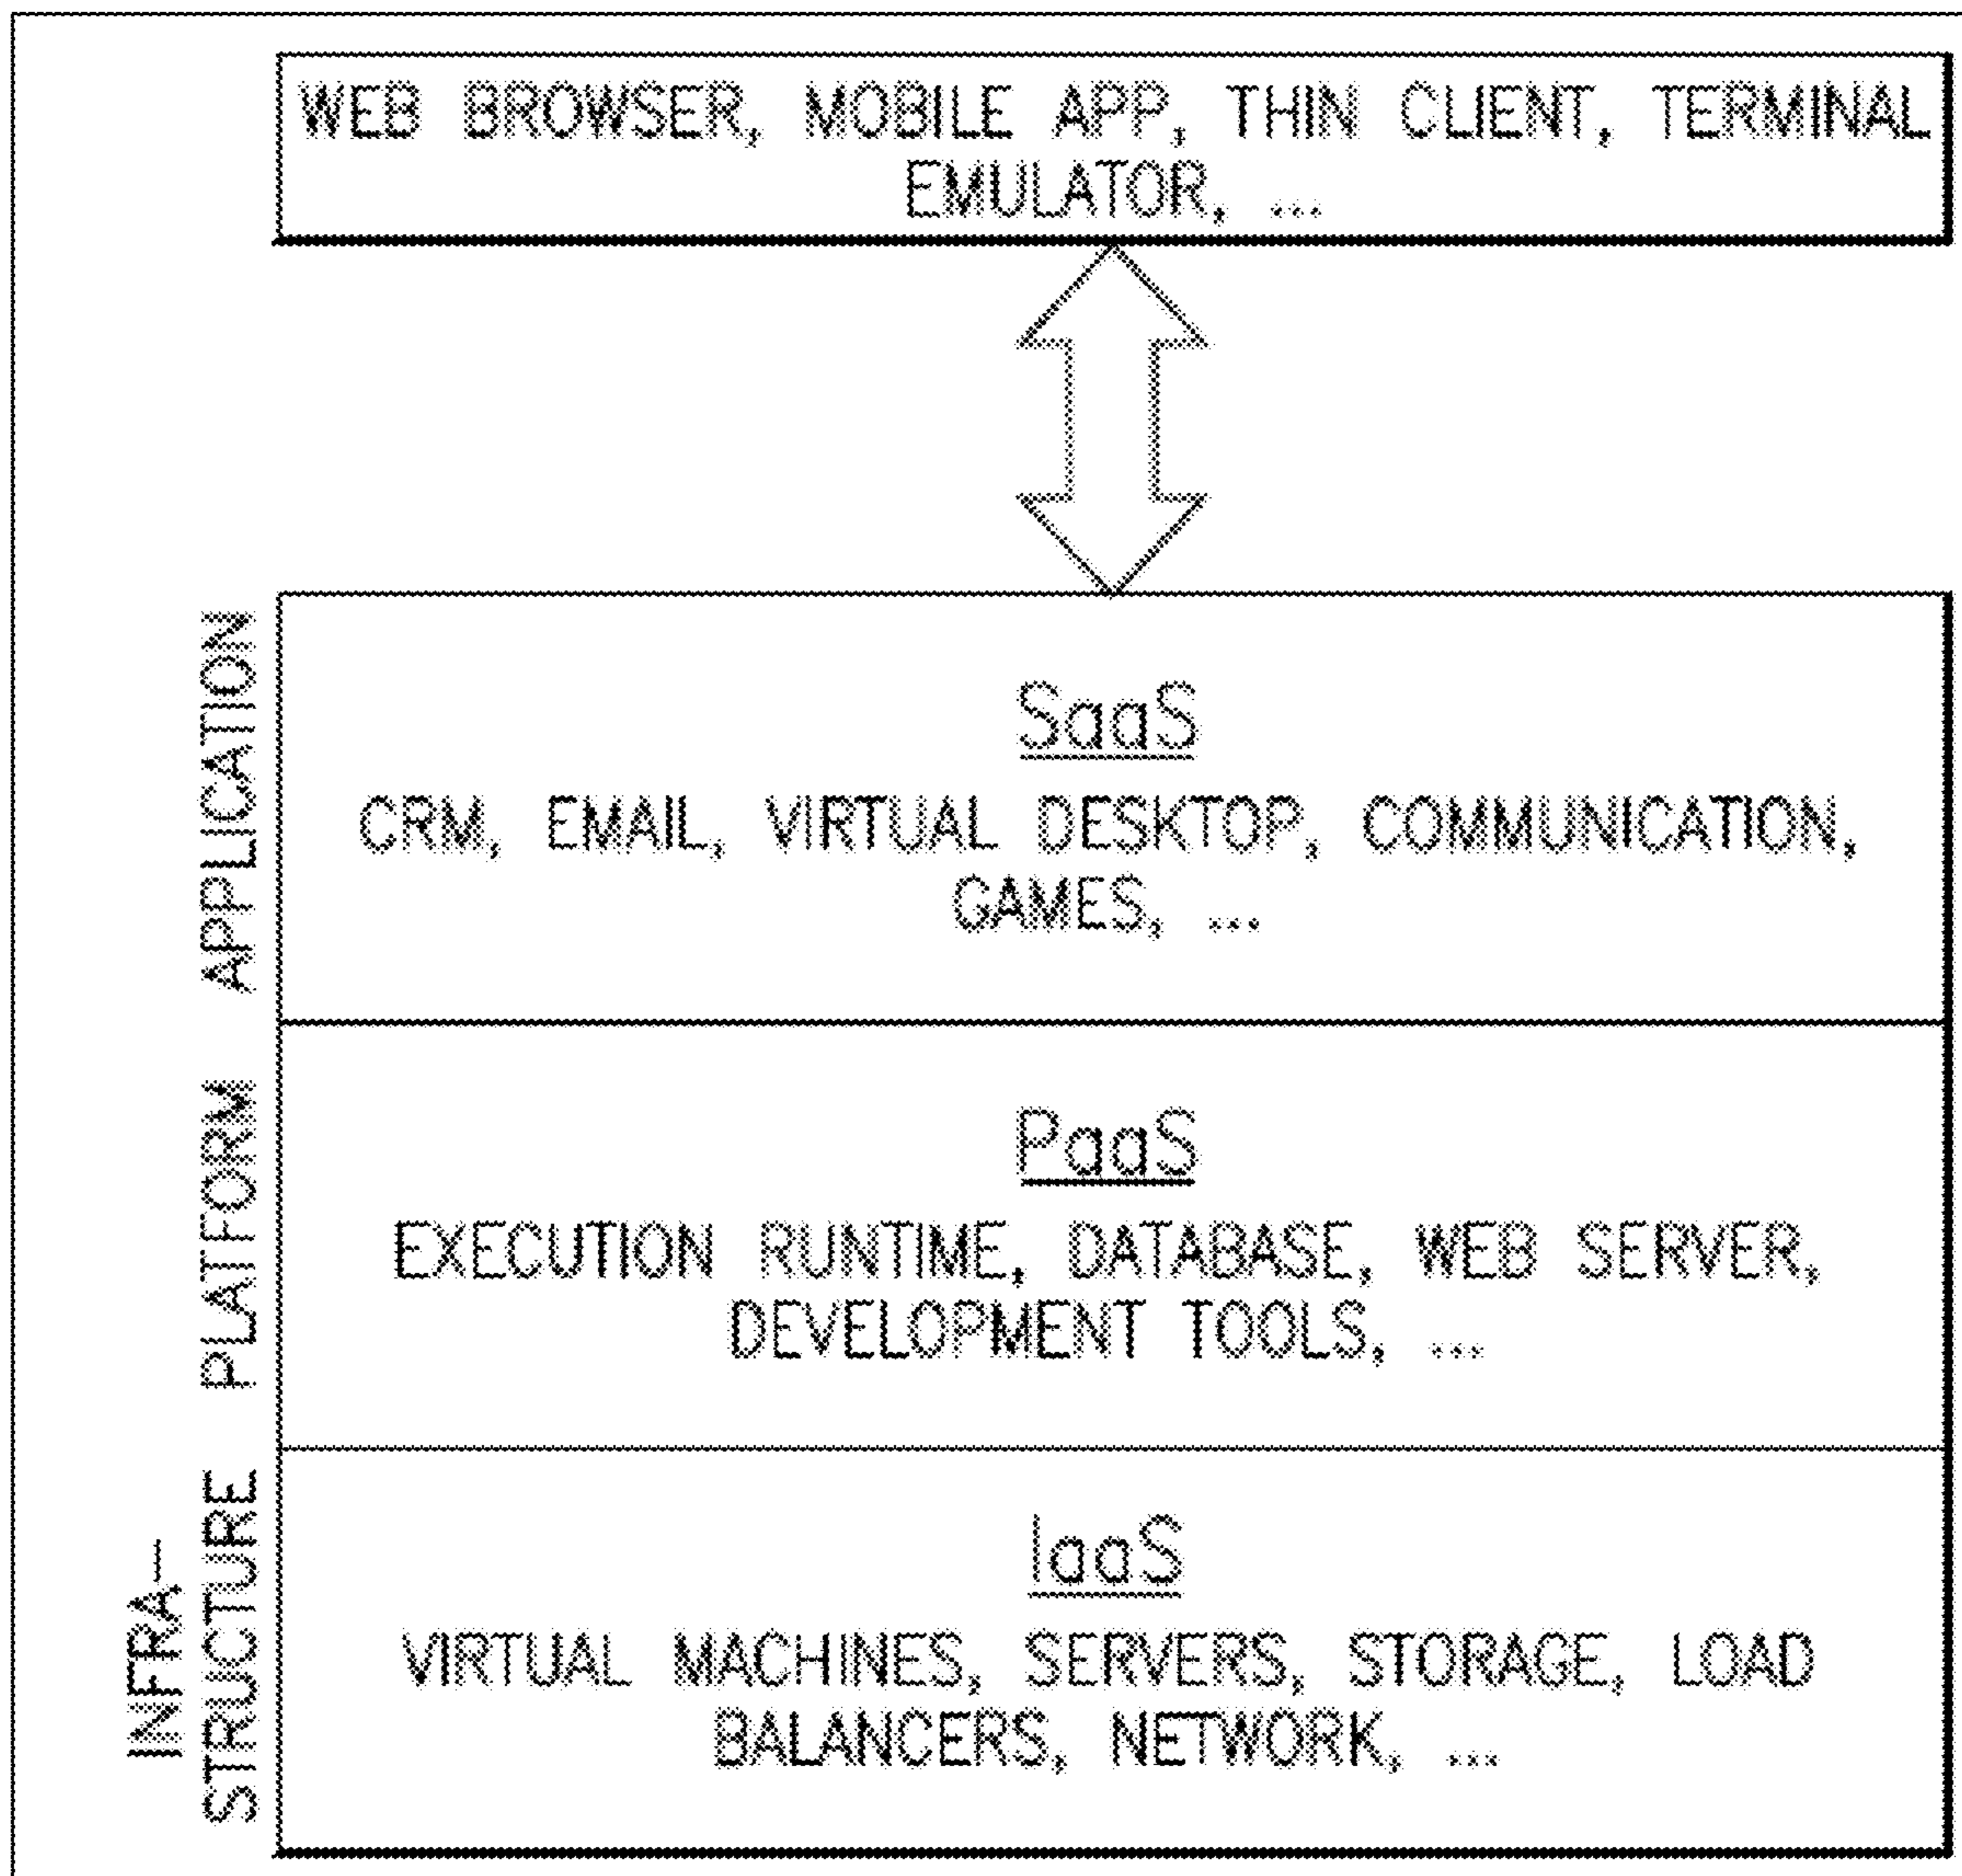 WEB BROWSER, MOBILE APP, THIN CLIENT, TERMINAL
EMULATOR, ...
APPLICATION
SaaS
CRM, EMAIL, VIRTUAL DESKTOP, COMMUNICATION,
GAMES, ...
PLATFORM
PaaS
EXECUTION RUNTIME, DATABASE, WEB SERVER,
DEVELOPMENT TOOLS, ...
INFRA-
STRUCTURE
IaaS
VIRTUAL MACHINES, SERVERS, STORAGE, LOAD
BALANCERS, NETWORK, ...